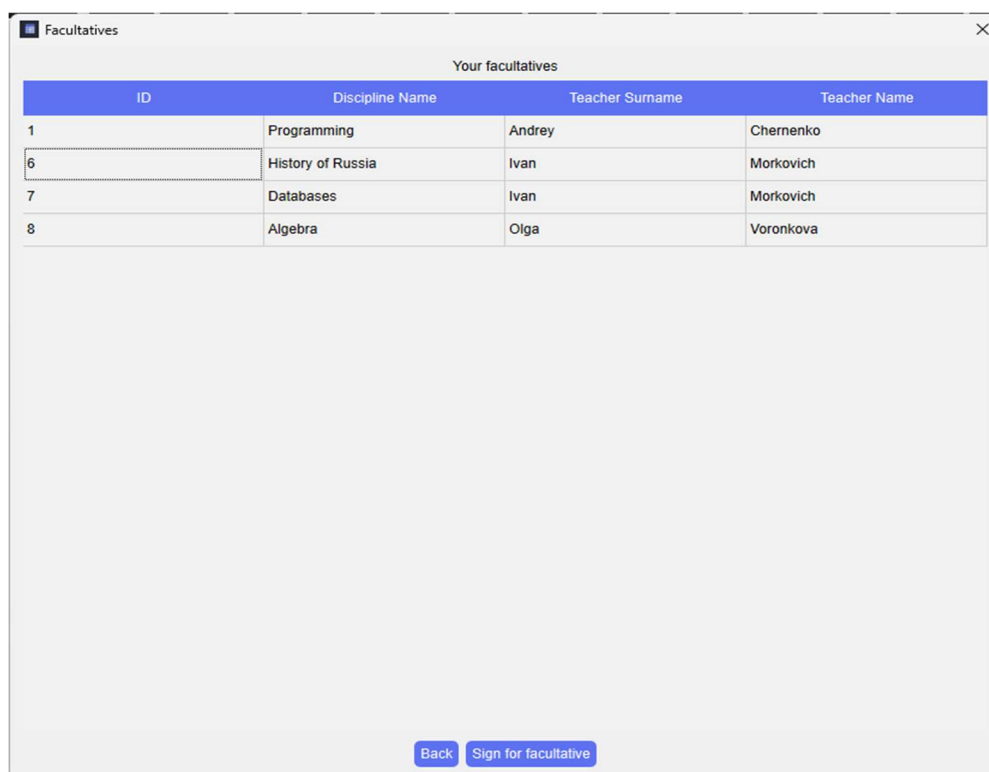 Facultatives
Your facultatives
ID Discipline Name Teacher Surname Teacher Name
1 Programming Andrey Chernenko
6 History of Russia Ivan Morkovich
7 Databases Ivan Morkovich
8 Algebra Olga Voronkova
Back Sign for facultative